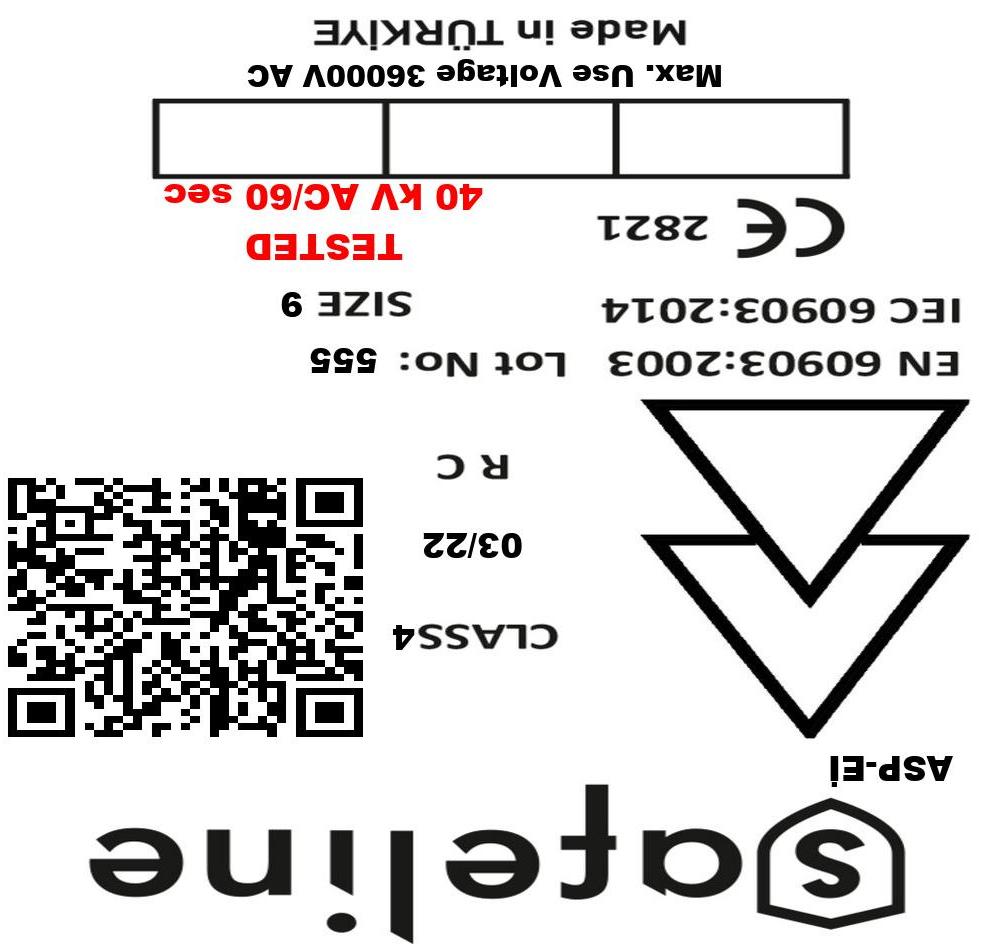 safeline
ASP-Eİ
CLASS4
03/22
R C
EN 60903:2003 Lot No: 555
IEC 60903:2014 SIZE 9
CE 2821 TESTED
40 kV AC/60 sec
Max. Use Voltage 36000V AC
Made in TÜRKİYE